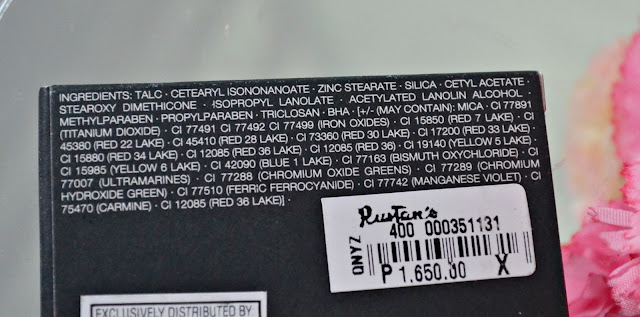 INGREDIENTS: TALC · CETEARYL ISONONANOATE · ZINC STEARATE · SILICA · CETYL ACETATE ·
STEAROXY DIMETHICONE · ISOPROPYL LANOLATE · ACETYLATED LANOLIN ALCOHOL ·
METHYLPARABEN · PROPYLPARABEN · TRICLOSAN · BHA · [+/- (MAY CONTAIN): MICA · CI 77891
(TITANIUM DIOXIDE) · CI 77491 CI 77492 CI 77499 (IRON OXIDES) · CI 15850 (RED 7 LAKE) · CI
45380 (RED 22 LAKE) · CI 45410 (RED 28 LAKE) · CI 73360 (RED 30 LAKE) · CI 17200 (RED 33 LAKE)
· CI 15880 (RED 34 LAKE) · CI 12085 (RED 36 LAKE) · CI 12085 (RED 36) · CI 19140 (YELLOW 5 LAKE) ·
CI 15985 (YELLOW 6 LAKE) · CI 42090 (BLUE 1 LAKE) · CI 77163 (BISMUTH OXYCHLORIDE) · CI
77007 (ULTRAMARINES) · CI 77288 (CHROMIUM OXIDE GREENS) · CI 77289 (CHROMIUM
HYDROXIDE GREEN) · CI 77510 (FERRIC FERROCYANIDE) · CI 77742 (MANGANESE VIOLET) · CI
75470 (CARMINE) · CI 12085 (RED 36 LAKE)] ·
Rustan's
400 000351131
QNYZ
P 1,650.00 X
EXCLUSIVELY DISTRIBUTED BY: